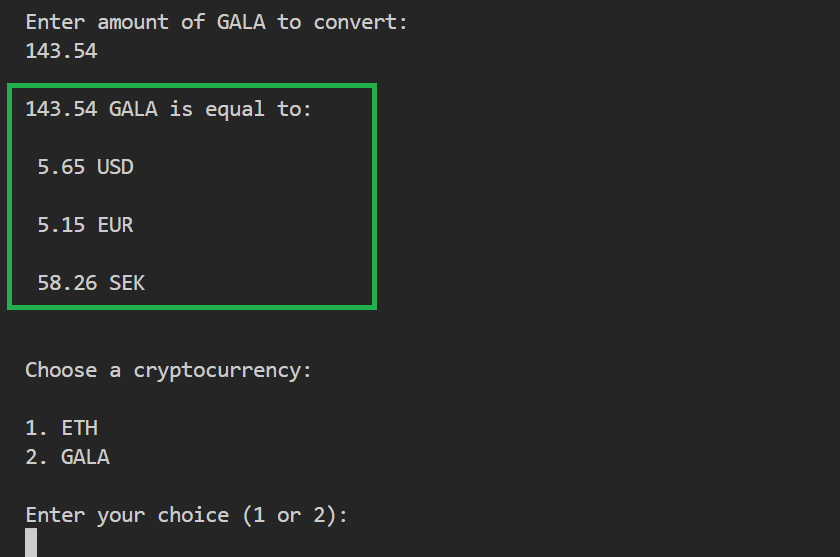 Enter amount of GALA to convert:
143.54
143.54 GALA is equal to:
5.65 USD
5.15 EUR
58.26 SEK
Choose a cryptocurrency:
1. ETH
2. GALA
Enter your choice (1 or 2):